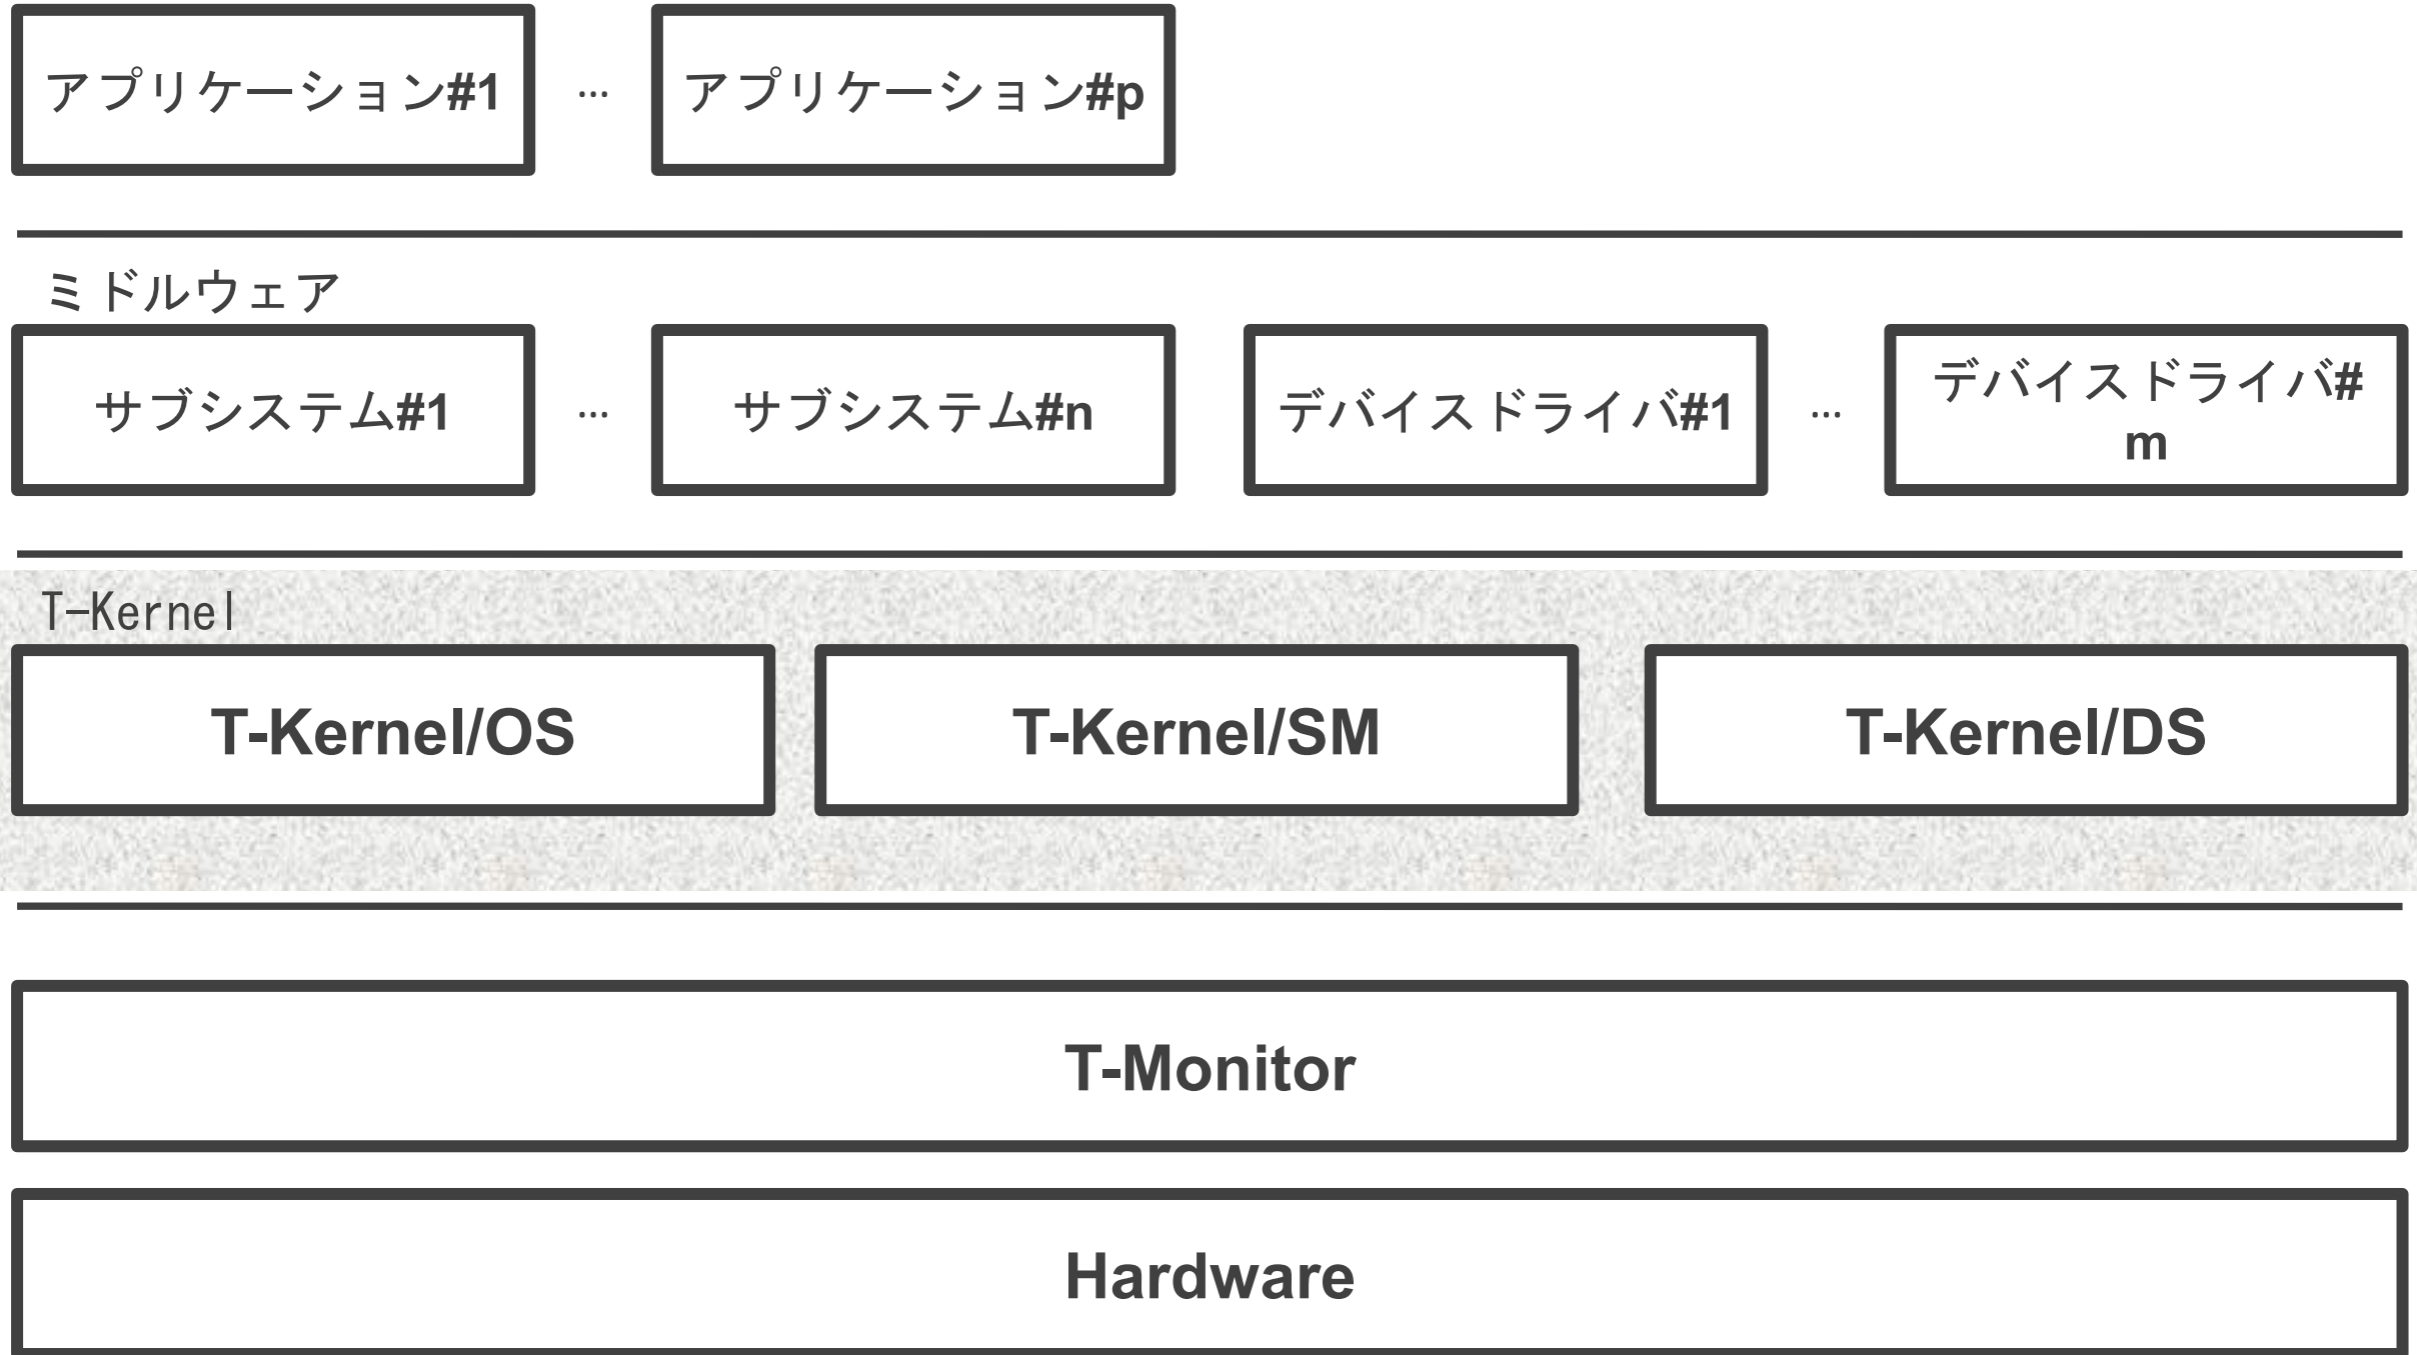 アプリケーション#1 … アプリケーション#p
ミドルウェア
サブシステム#1 … サブシステム#n デバイスドライバ#1 … デバイスドライバ#
m
T-Kernel
T-Kernel/OS T-Kernel/SM T-Kernel/DS
T-Monitor
Hardware